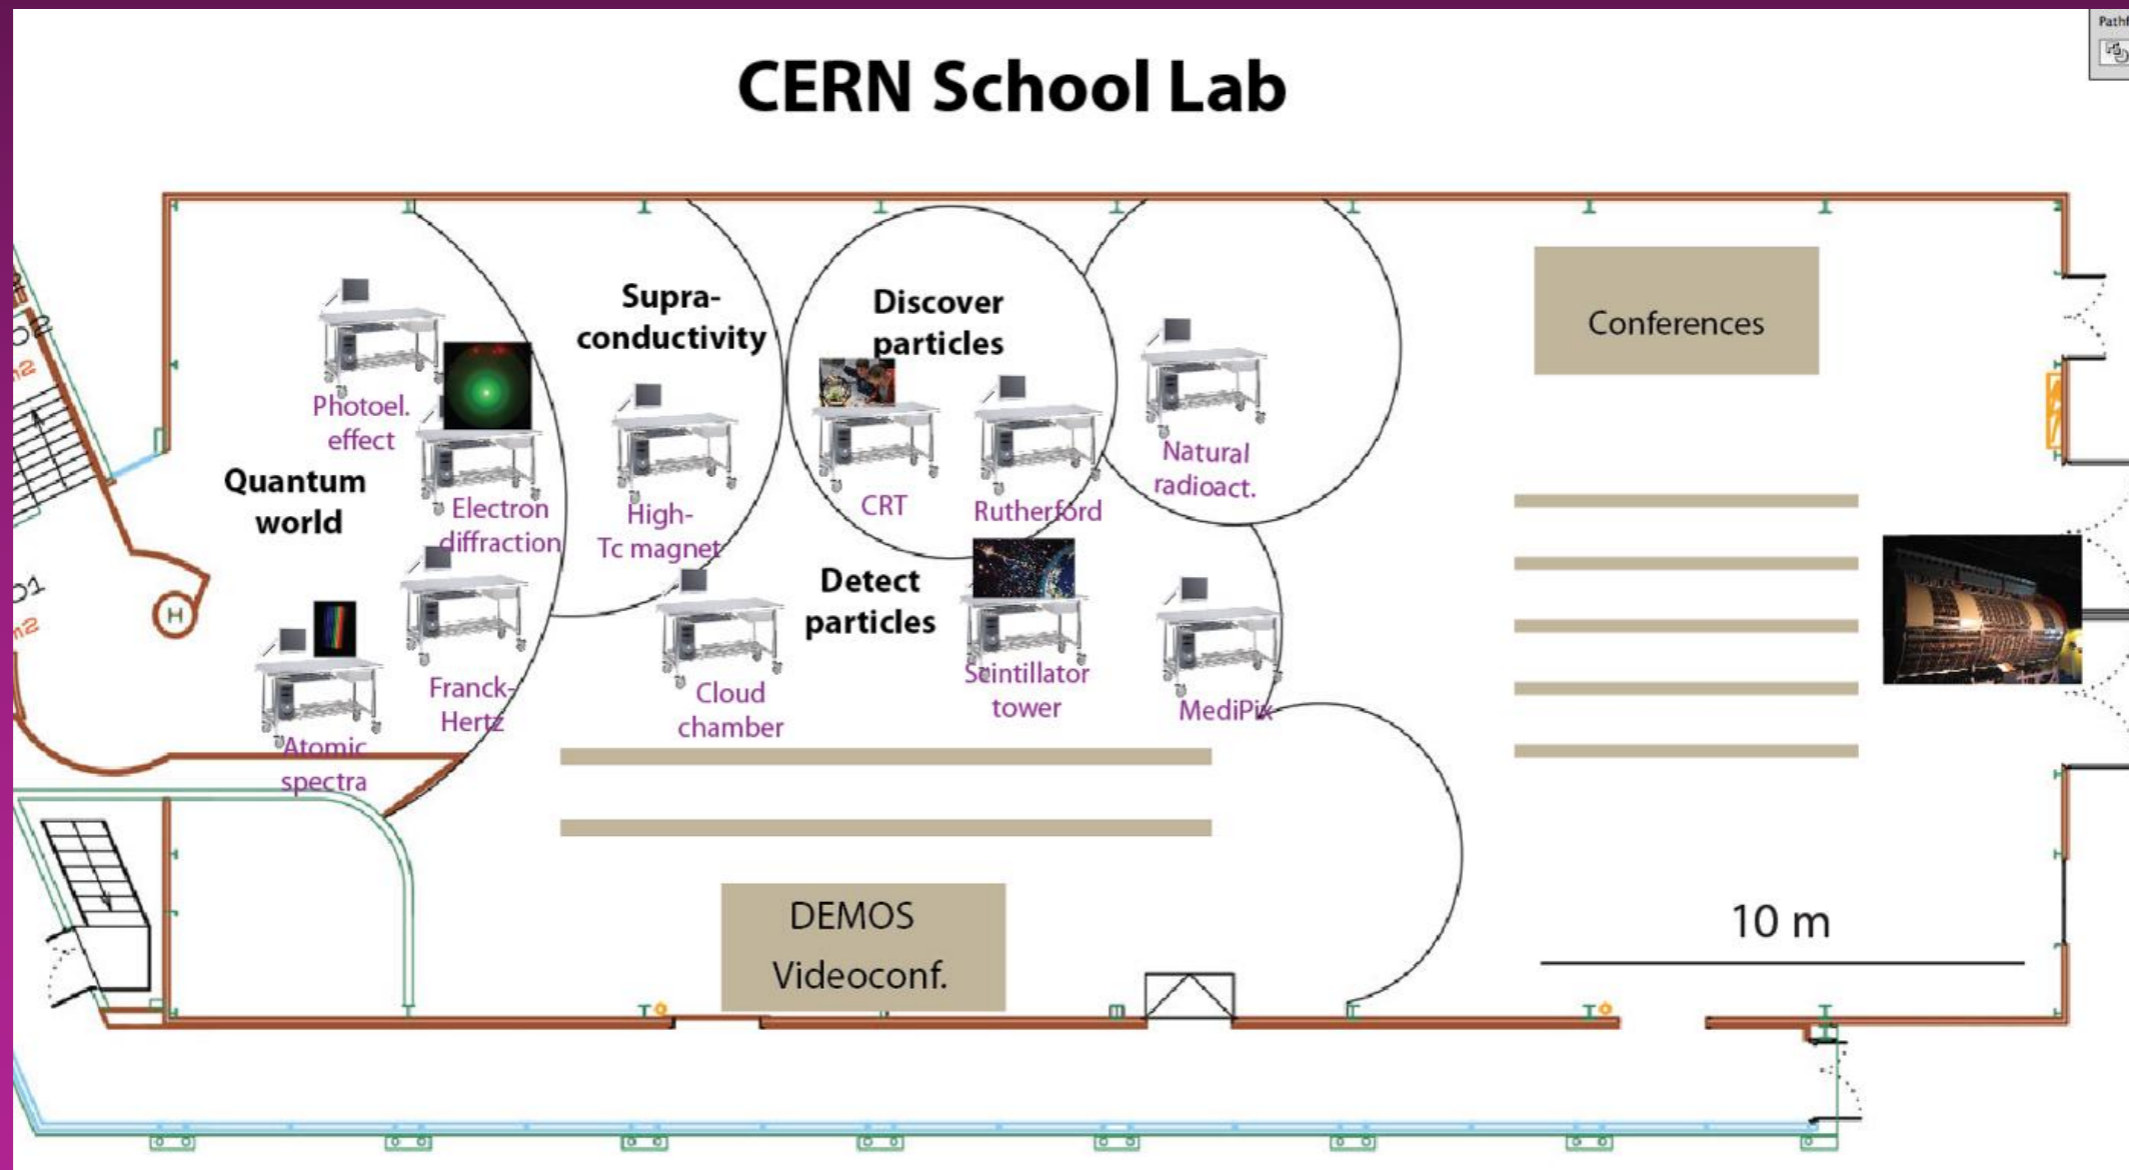 CERN School Lab
Pathf
Supra-
conductivity
Discover
particles
Conferences
Photoel.
effect
Quantum
world
Electron
diffraction
High-
Tc magnet
CRT
Rutherford
Natural
radioact.
Detect
particles
Franck-
Hertz
Cloud
chamber
Scintillator
tower
MediPix
Atomic
spectra
H
DEMOS
Videoconf.
10 m